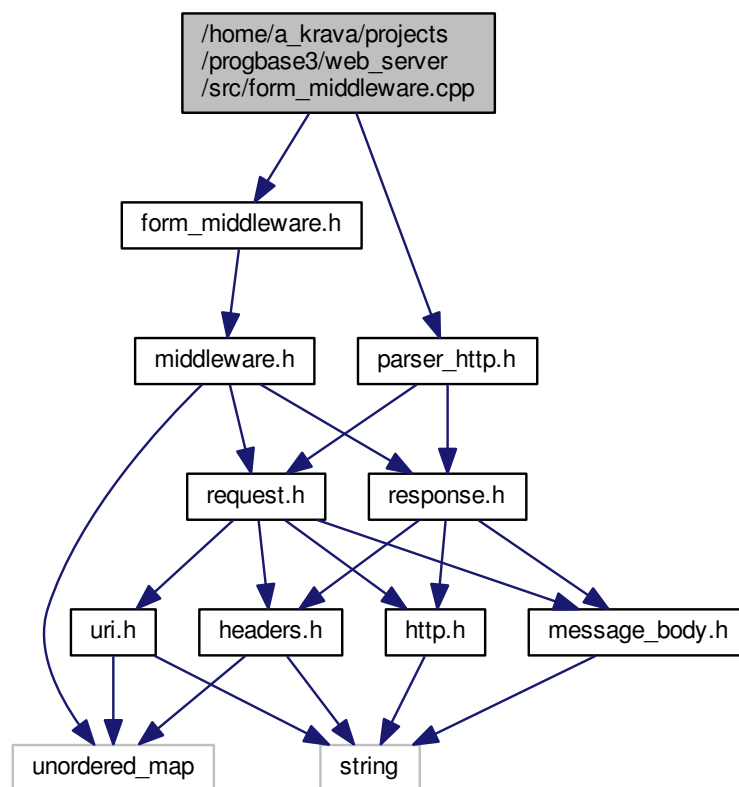 /home/a_krava/projects
/progbase3/web_server
/src/form_middleware.cpp
form_middleware.h
middleware.h
parser_http.h
request.h
response.h
uri.h
headers.h
http.h
message_body.h
unordered_map
string